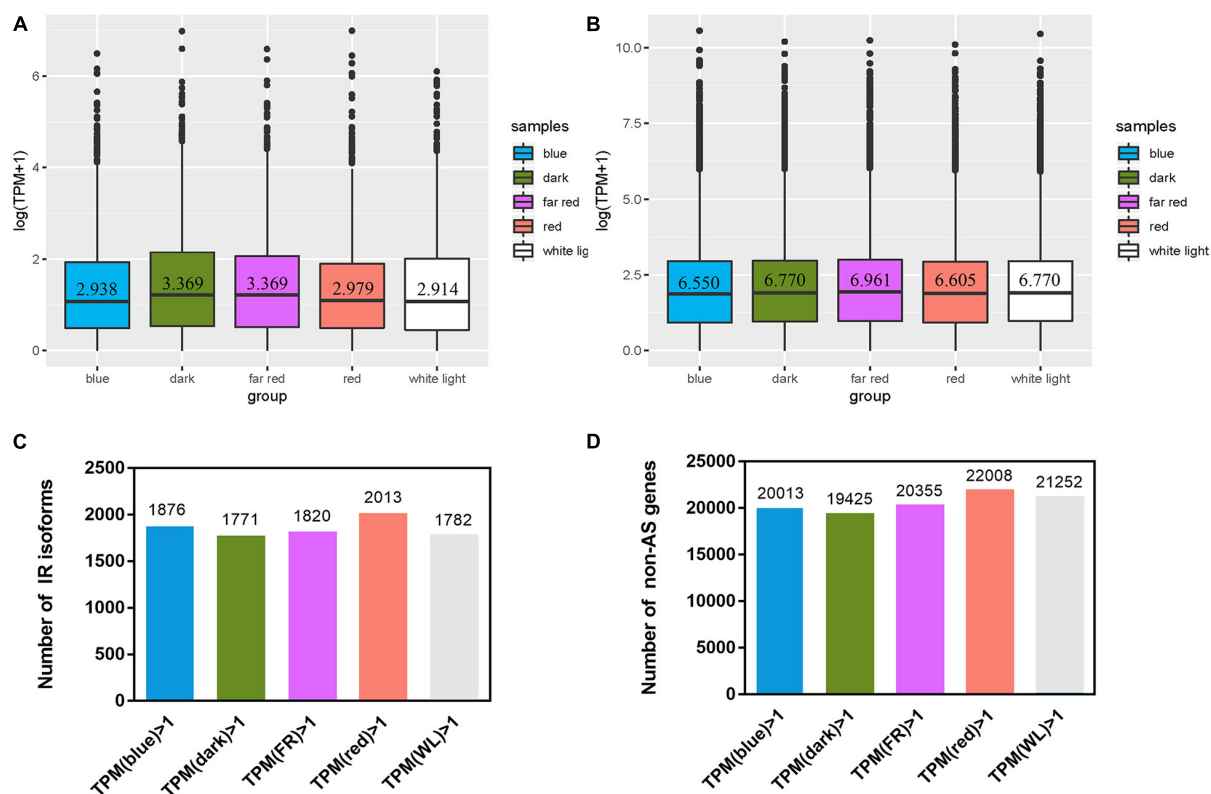 A
log(TPM+1)
6
4
2
0
2.938
3.369
3.369
2.979
2.914
blue
dark
far red
red
white light
group
samples
blue
dark
far red
red
white lig
B
log(TPM+1)
10.0
7.5
5.0
2.5
0.0
6.550
6.770
6.961
6.605
6.770
blue
dark
far red
red
white light
group
samples
blue
dark
far red
red
white light
C
Number of IR isoforms
2500
2000
1500
1000
500
0
1876
1771
1820
2013
1782
TPM(blue)>1
TPM(dark)>1
TPM(FR)>1
TPM(red)>1
TPM(WL)>1
D
Number of non-AS genes
25000
20000
15000
10000
5000
0
20013
19425
20355
22008
21252
TPM(blue)>1
TPM(dark)>1
TPM(FR)>1
TPM(red)>1
TPM(WL)>1